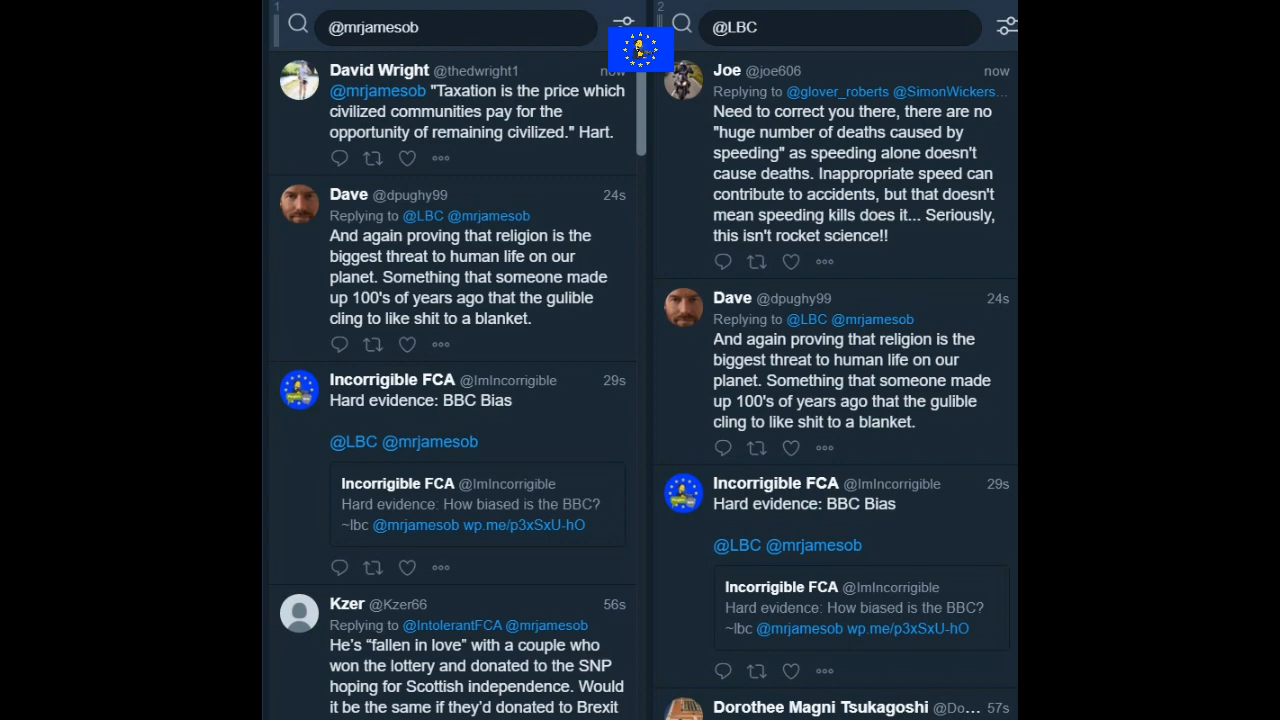 1
@mrjamesob
David Wright @thedwright1 now
@mrjamesob "Taxation is the price which
civilized communities pay for the
opportunity of remaining civilized." Hart.
Dave @dpughy99 24s
Replying to @LBC @mrjamesob
And again proving that religion is the
biggest threat to human life on our
planet. Something that someone made
up 100's of years ago that the gulible
cling to like shit to a blanket.
Incorrigible FCA @ImIncorrigible 29s
Hard evidence: BBC Bias
@LBC @mrjamesob
Incorrigible FCA @ImIncorrigible
Hard evidence: How biased is the BBC?
~lbc @mrjamesob wp.me/p3xSxU-hO
Kzer @Kzer66 56s
Replying to @IntolerantFCA @mrjamesob
He's “fallen in love” with a couple who
won the lottery and donated to the SNP
hoping for Scottish independence. Would
it be the same if they'd donated to Brexit
2
@LBC
Joe @joe606 now
Replying to @glover_roberts @SimonWickers...
Need to correct you there, there are no
"huge number of deaths caused by
speeding" as speeding alone doesn't
cause deaths. Inappropriate speed can
contribute to accidents, but that doesn't
mean speeding kills does it... Seriously,
this isn't rocket science!!
Dave @dpughy99 24s
Replying to @LBC @mrjamesob
And again proving that religion is the
biggest threat to human life on our
planet. Something that someone made
up 100's of years ago that the gulible
cling to like shit to a blanket.
Incorrigible FCA @ImIncorrigible 29s
Hard evidence: BBC Bias
@LBC @mrjamesob
Incorrigible FCA @ImIncorrigible
Hard evidence: How biased is the BBC?
~lbc @mrjamesob wp.me/p3xSxU-hO
Dorothee Magni Tsukagoshi @Do... 57s